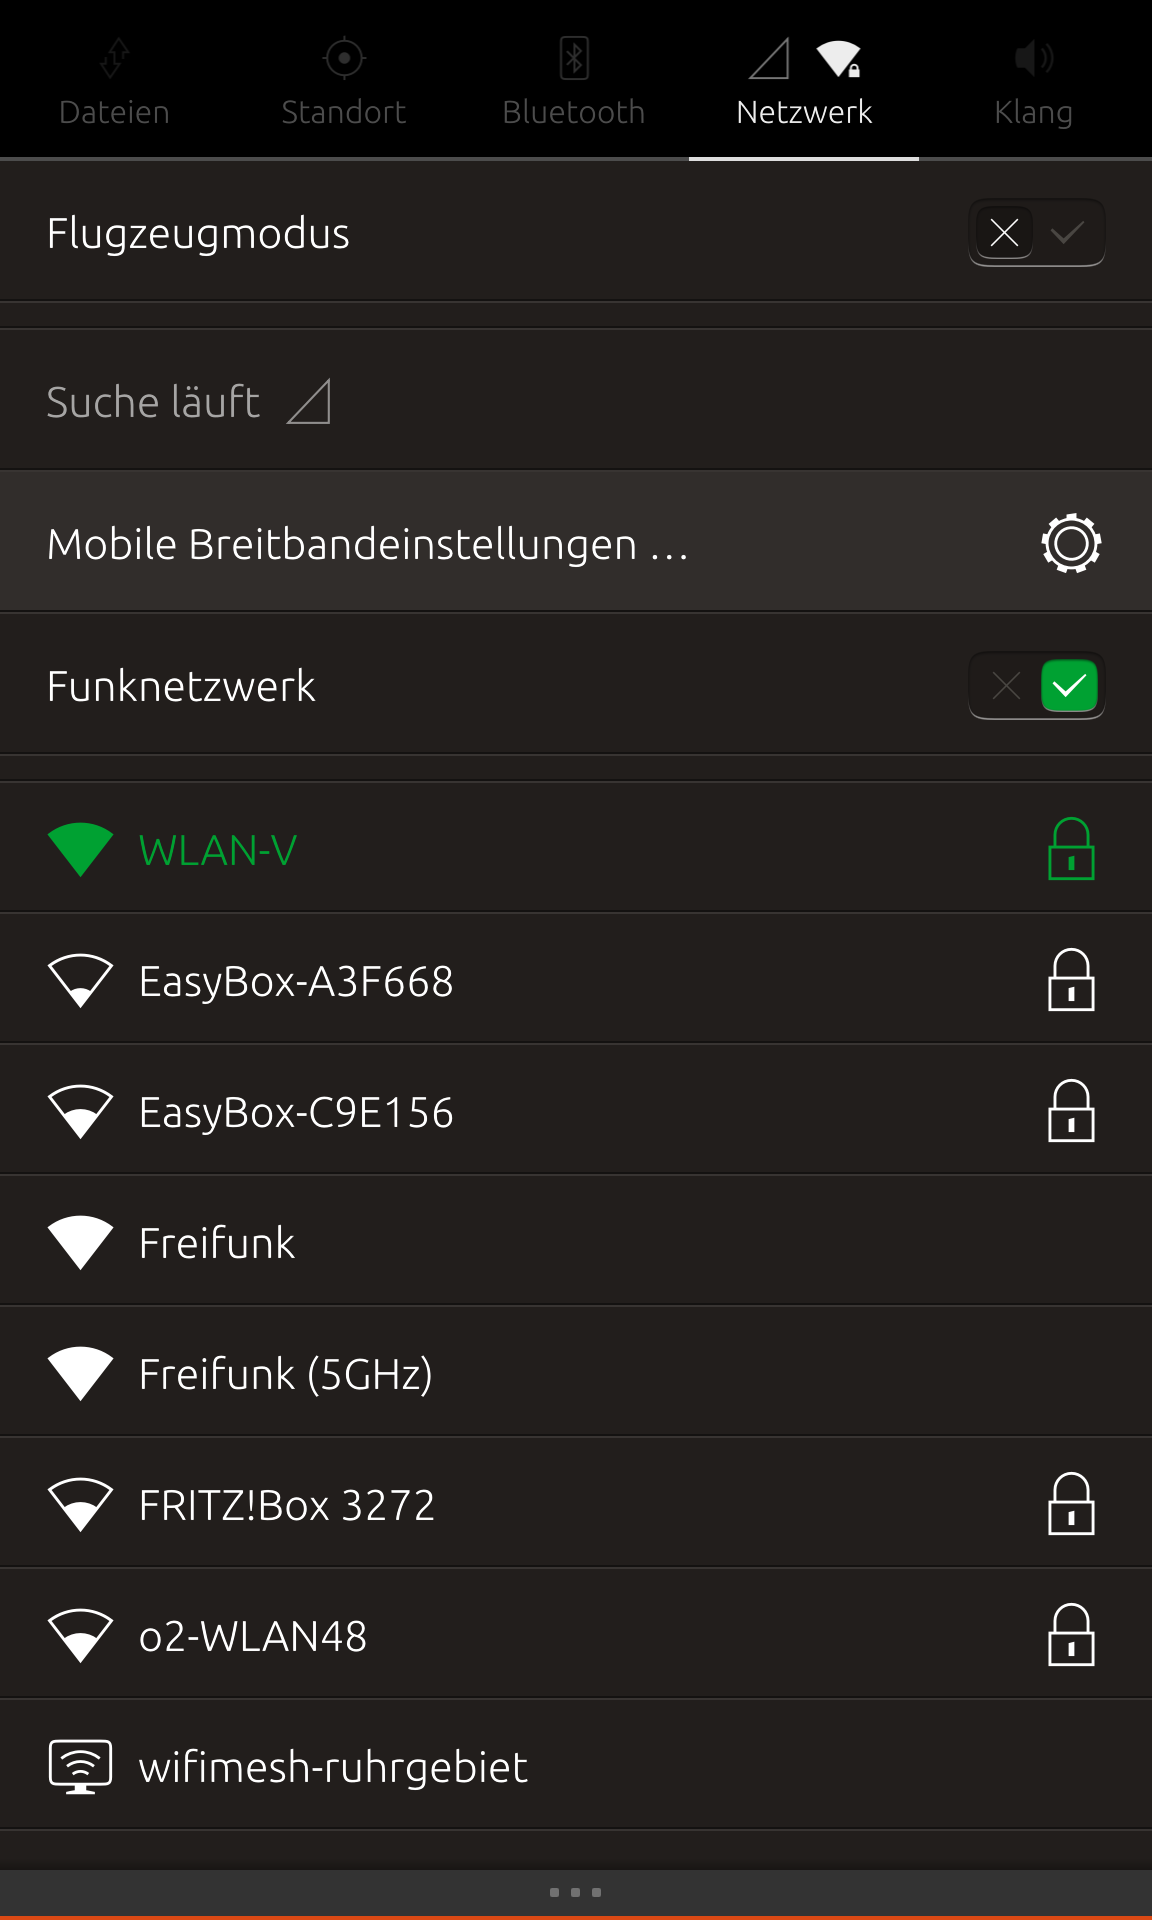 Dateien
Standort
Bluetooth
Netzwerk
Klang
Flugzeugmodus
Suche läuft
Mobile Breitbandeinstellungen …
Funknetzwerk
WLAN-V
EasyBox-A3F668
EasyBox-C9E156
Freifunk
Freifunk (5GHz)
FRITZ!Box 3272
o2-WLAN48
wifimesh-ruhrgebiet